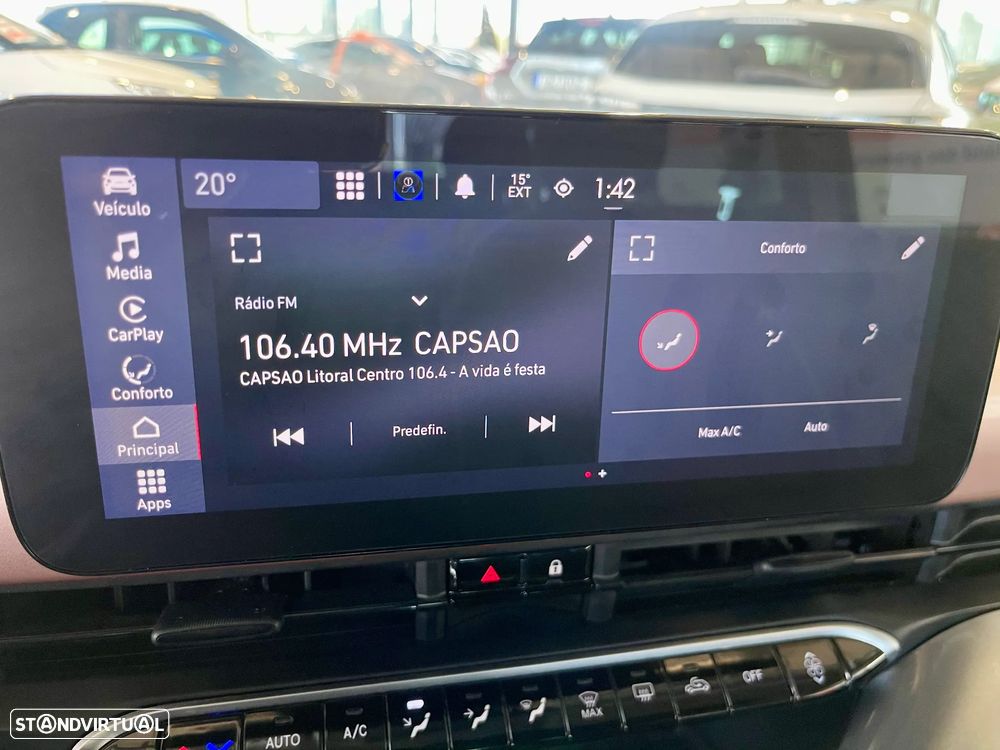 Veículo
Media
CarPlay
Conforto
Principal
Apps
20°
15°
EXT
1:42
Rádio FM
106.40 MHz CAPSAO
CAPSAO Litoral Centro 106.4 - A vida é festa
Predefin.
Conforto
Max A/C
Auto
AUTO
A/C
MAX
OFF
STANDVIRTUAL